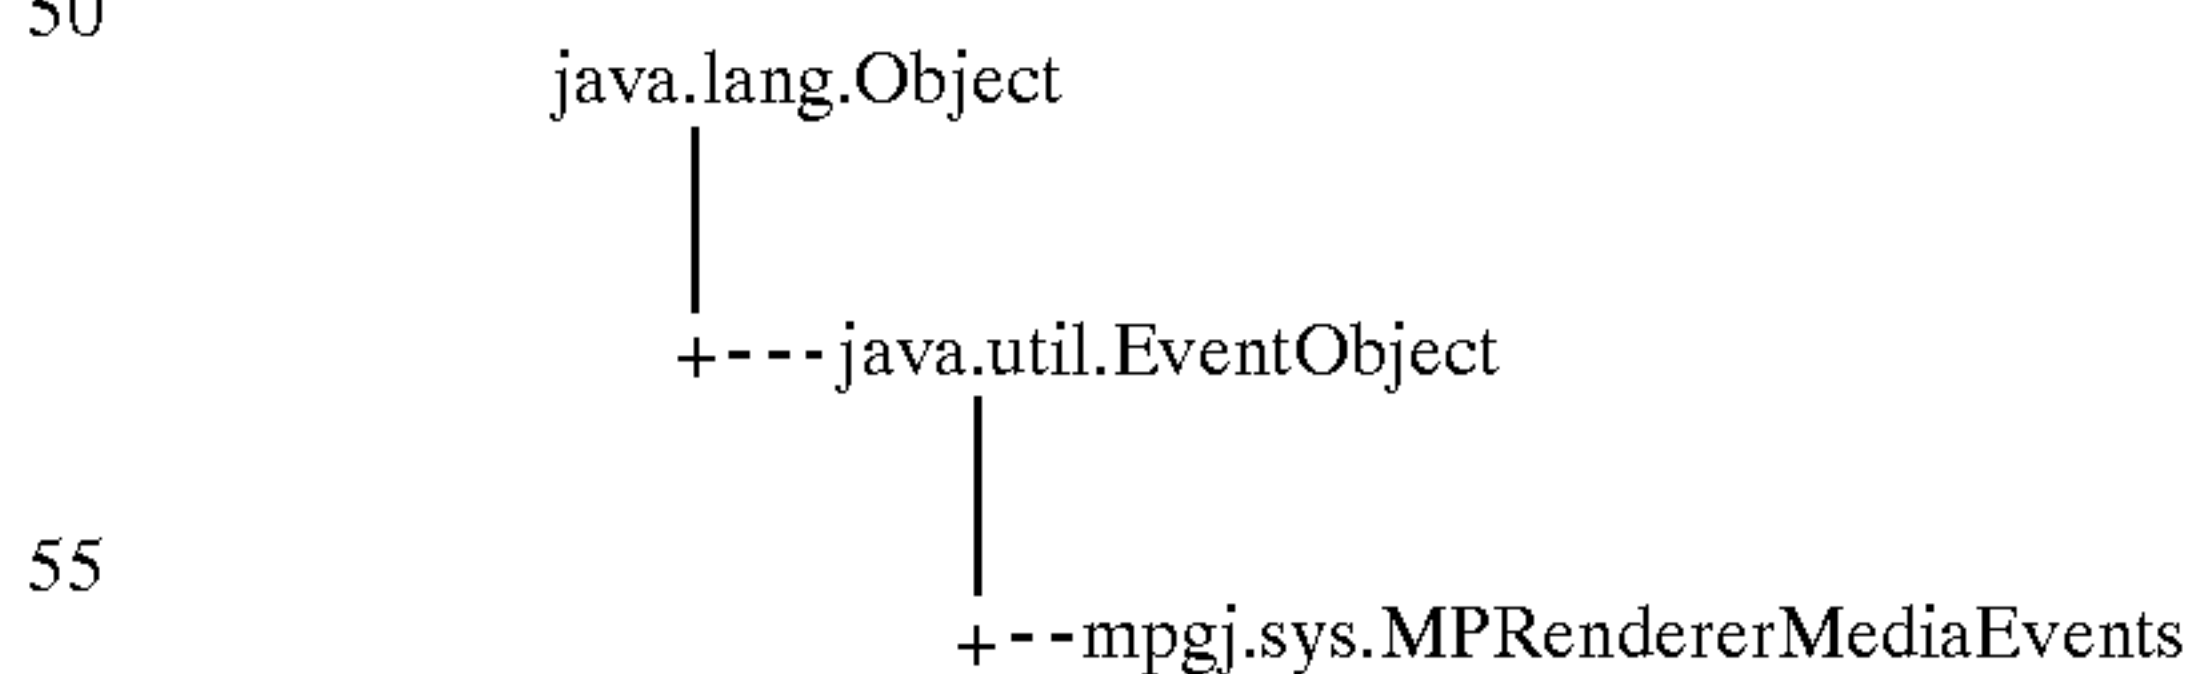 50
java.lang.Object
+---java.util.EventObject
55
+--mpgj.sys.MPRendererMediaEvents